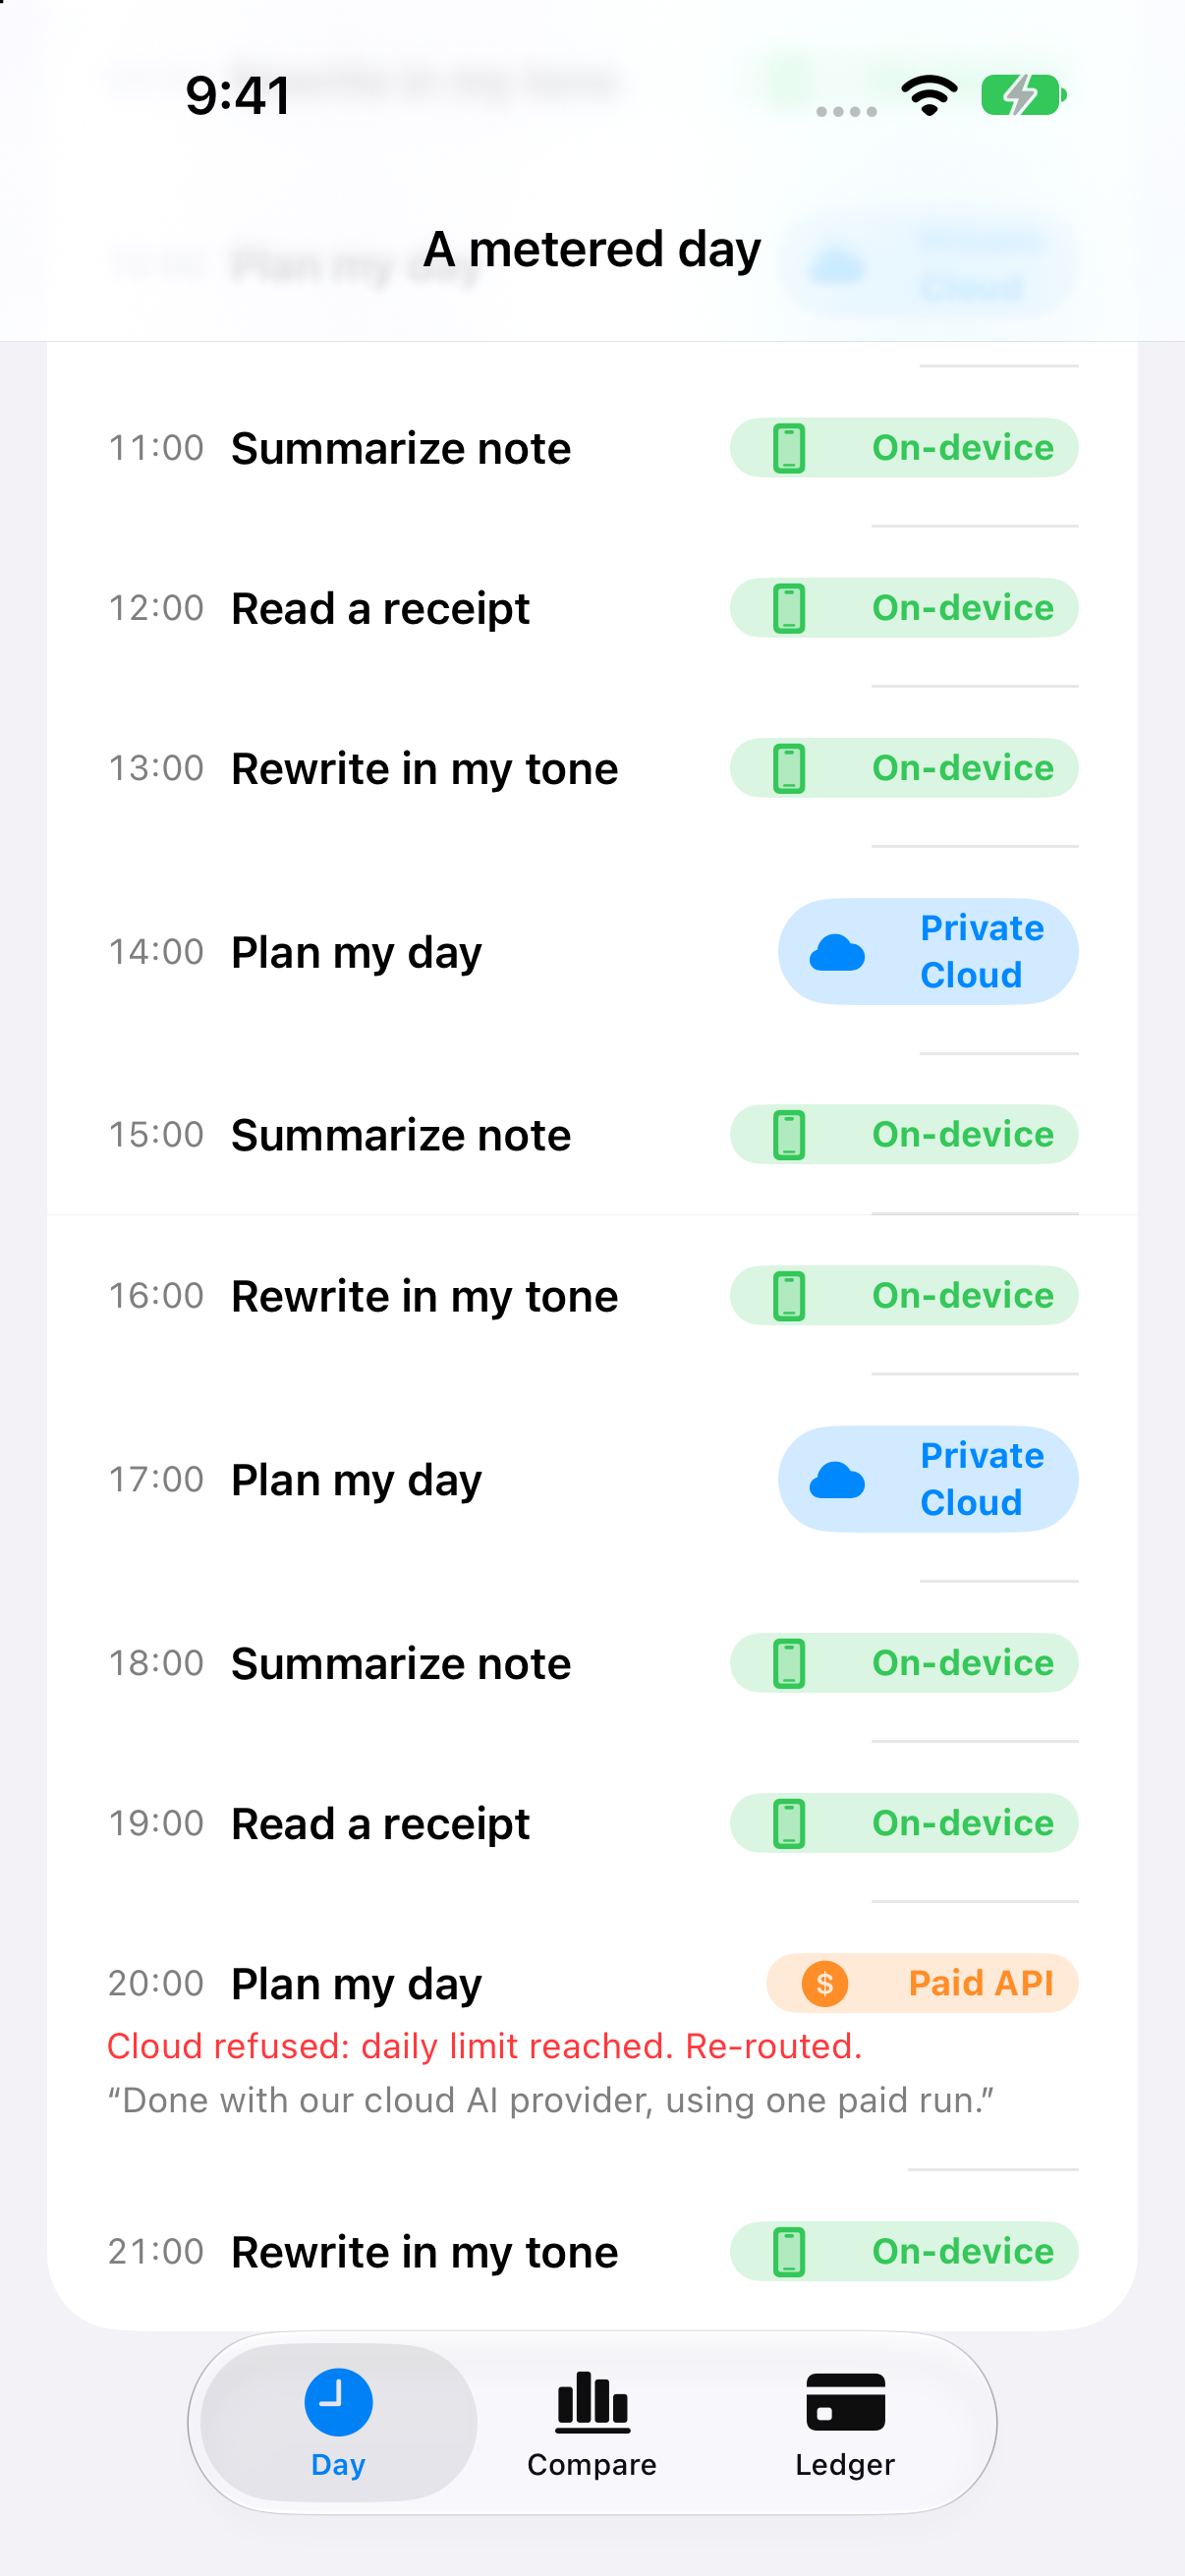 9:41
A metered day
Plan my day
Cloud
11:00 Summarize note On-device
12:00 Read a receipt On-device
13:00 Rewrite in my tone On-device
14:00 Plan my day Private
Cloud
15:00 Summarize note On-device
16:00 Rewrite in my tone On-device
17:00 Plan my day Private
Cloud
18:00 Summarize note On-device
19:00 Read a receipt On-device
20:00 Plan my day $ Paid API
Cloud refused: daily limit reached. Re-routed.
“Done with our cloud AI provider, using one paid run.”
21:00 Rewrite in my tone On-device
Day Compare Ledger